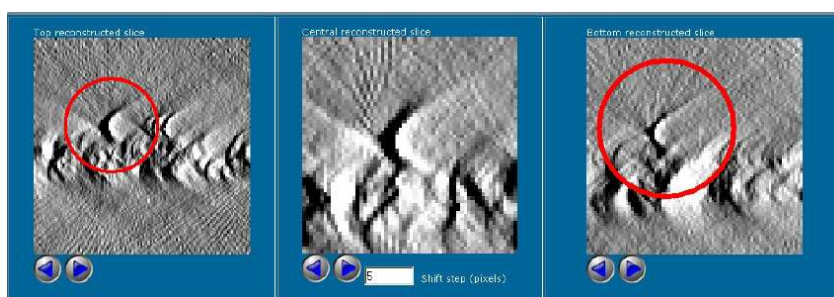 Top reconstructed slice
Central reconstructed slice
Bottom reconstructed slice
5
Shift step (pixels)